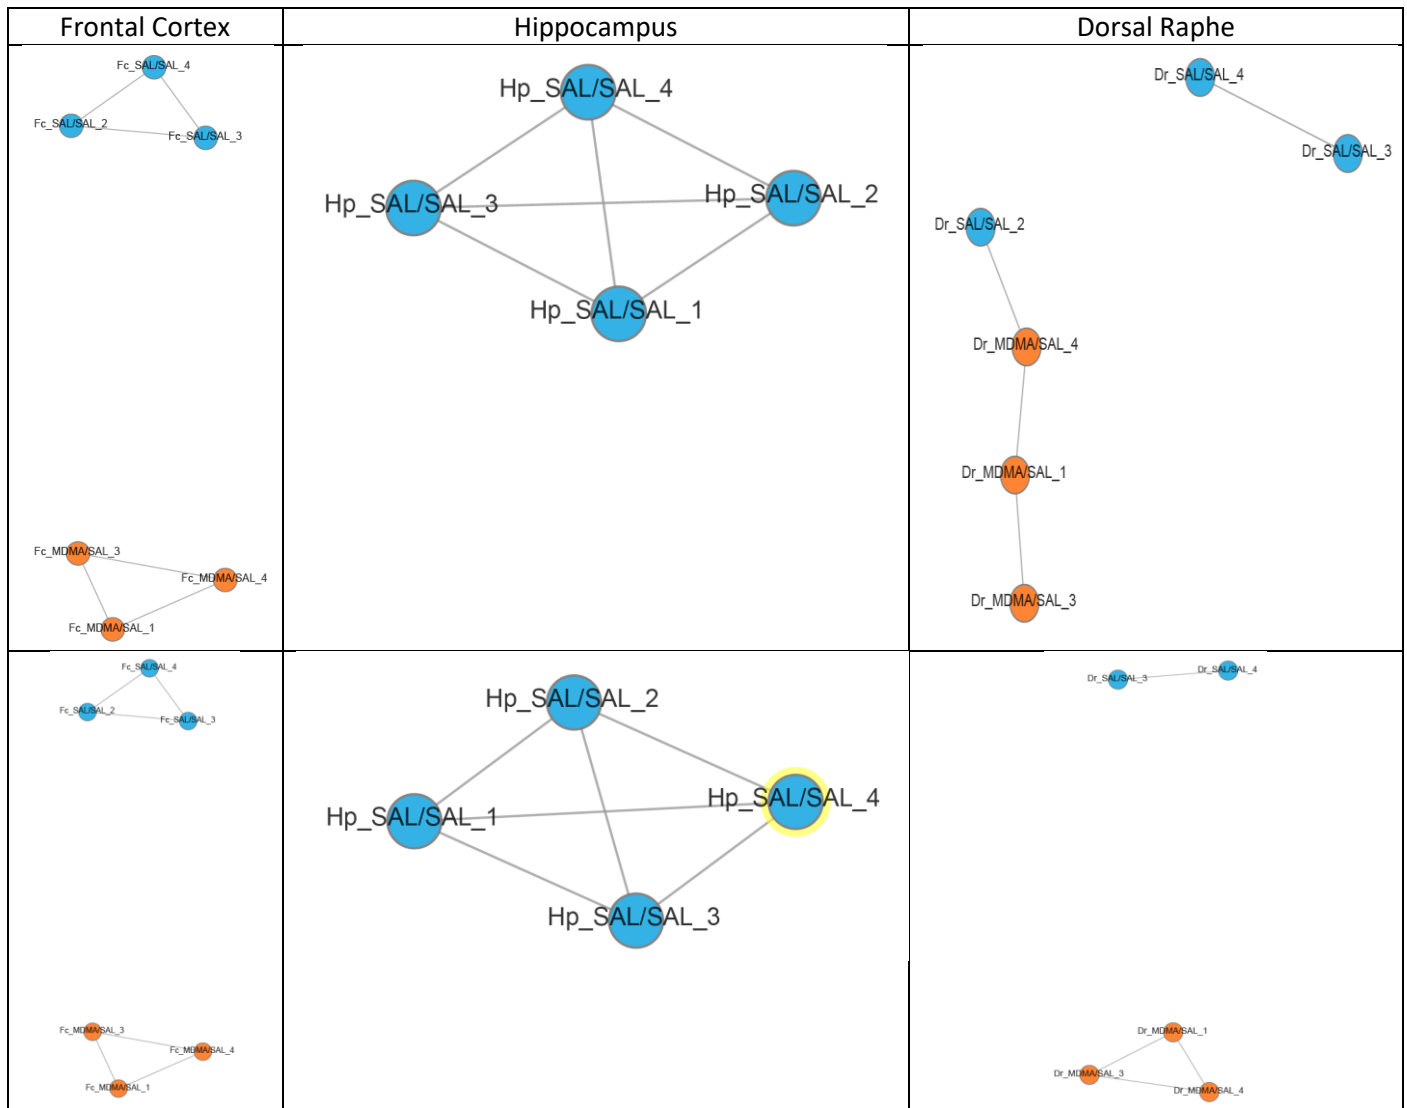 Frontal Cortex
Hippocampus
Dorsal Raphe
Fc_SAL/SAL_4
Fc_SAL/SAL_2
Fc_SAL/SAL_3
Fc_MDMA/SAL_3
Fc_MDMA/SAL_4
Fc_MDMA/SAL_1
Hp_SAL/SAL_4
Hp_SAL/SAL_3
Hp_SAL/SAL_2
Hp_SAL/SAL_1
Dr_SAL/SAL_4
Dr_SAL/SAL_3
Dr_SAL/SAL_2
Dr_MDMA/SAL_4
Dr_MDMA/SAL_1
Dr_MDMA/SAL_3
Fc_SAL/SAL_4
Fc_SAL/SAL_2
Fc_SAL/SAL_3
Fc_MDMA/SAL_3
Fc_MDMA/SAL_4
Fc_MDMA/SAL_1
Hp_SAL/SAL_2
Hp_SAL/SAL_4
Hp_SAL/SAL_1
Hp_SAL/SAL_3
Dr_SAL/SAL_3
Dr_SAL/SAL_4
Dr_MDMA/SAL_1
Dr_MDMA/SAL_3
Dr_MDMA/SAL_4